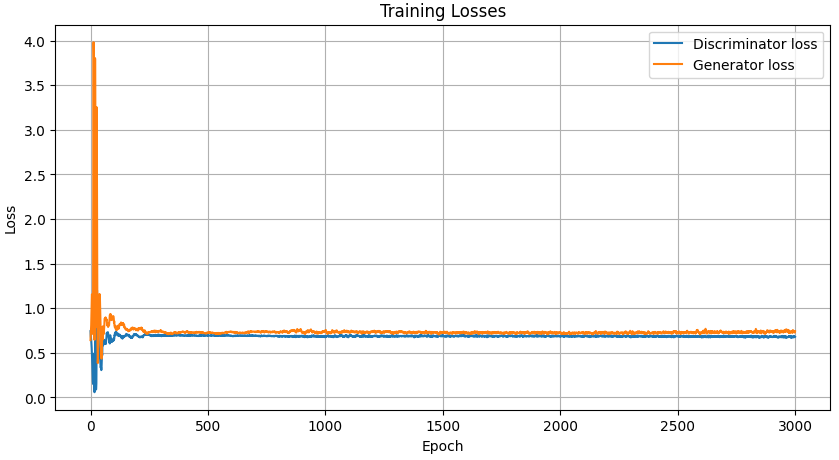 Training Losses
Discriminator loss
Generator loss
4.0
3.5
3.0
2.5
2.0
1.5
1.0
0.5
0.0
Loss
0 500 1000 1500 2000 2500 3000
Epoch